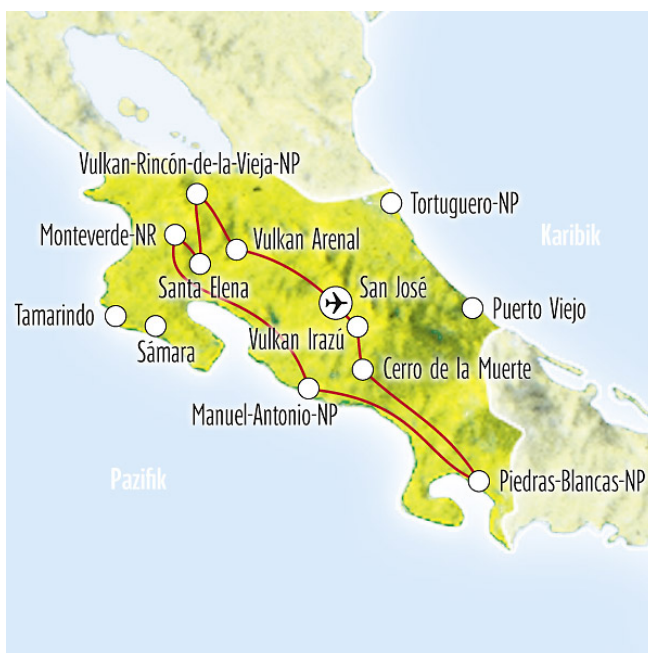 Vulkan-Rincón-de-la-Vieja-NP
Tortuguero-NP
Monteverde-NR
Vulkan Arenal
Karibik
Santa Elena
San José
Tamarindo
Puerto Viejo
Vulkan Irazú
Sámara
Cerro de la Muerte
Manuel-Antonio-NP
Pazifik
Piedras-Blancas-NP